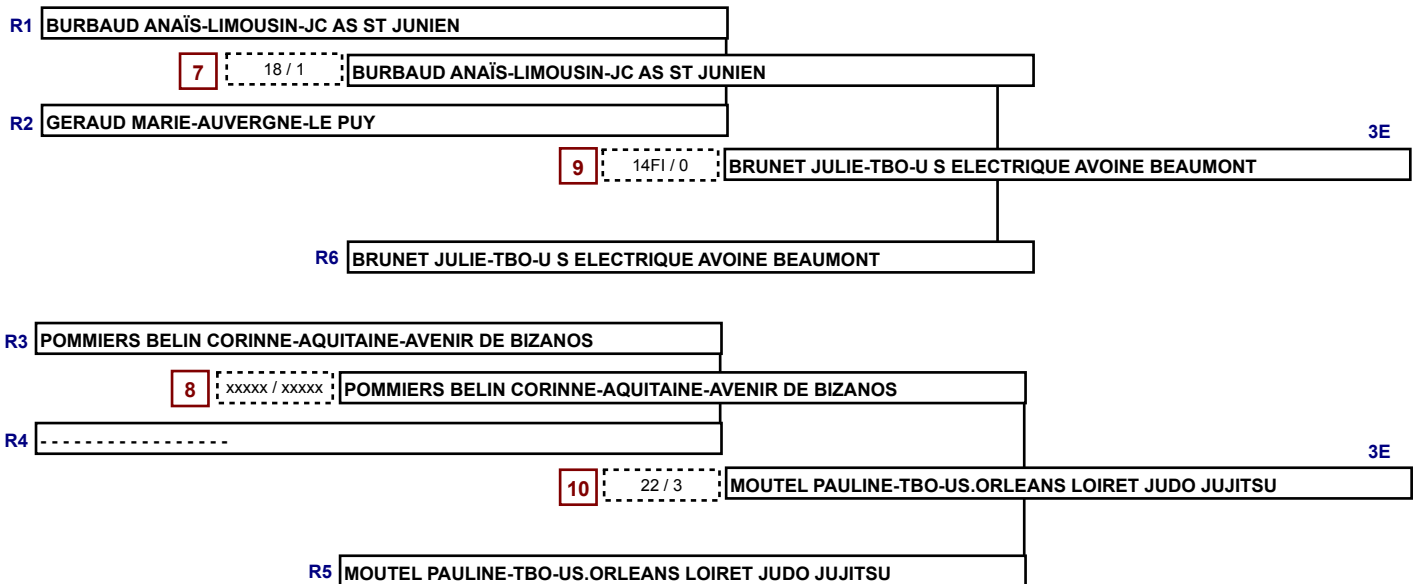 R1 BURBAUD ANAÏS-LIMOUSIN-JC AS ST JUNIEN
7 18 / 1 BURBAUD ANAÏS-LIMOUSIN-JC AS ST JUNIEN
R2 GERAUD MARIE-AUVERGNE-LE PUY
3E
9 14FI / 0 BRUNET JULIE-TBO-U S ELECTRIQUE AVOINE BEAUMONT
R6 BRUNET JULIE-TBO-U S ELECTRIQUE AVOINE BEAUMONT
R3 POMMIERS BELIN CORINNE-AQUITAINE-AVENIR DE BIZANOS
8 xxxxx / xxxxx POMMIERS BELIN CORINNE-AQUITAINE-AVENIR DE BIZANOS
R4 - - - - - - - - - - - - - - - - -
3E
10 22 / 3 MOUTEL PAULINE-TBO-US.ORLEANS LOIRET JUDO JUJITSU
R5 MOUTEL PAULINE-TBO-US.ORLEANS LOIRET JUDO JUJITSU